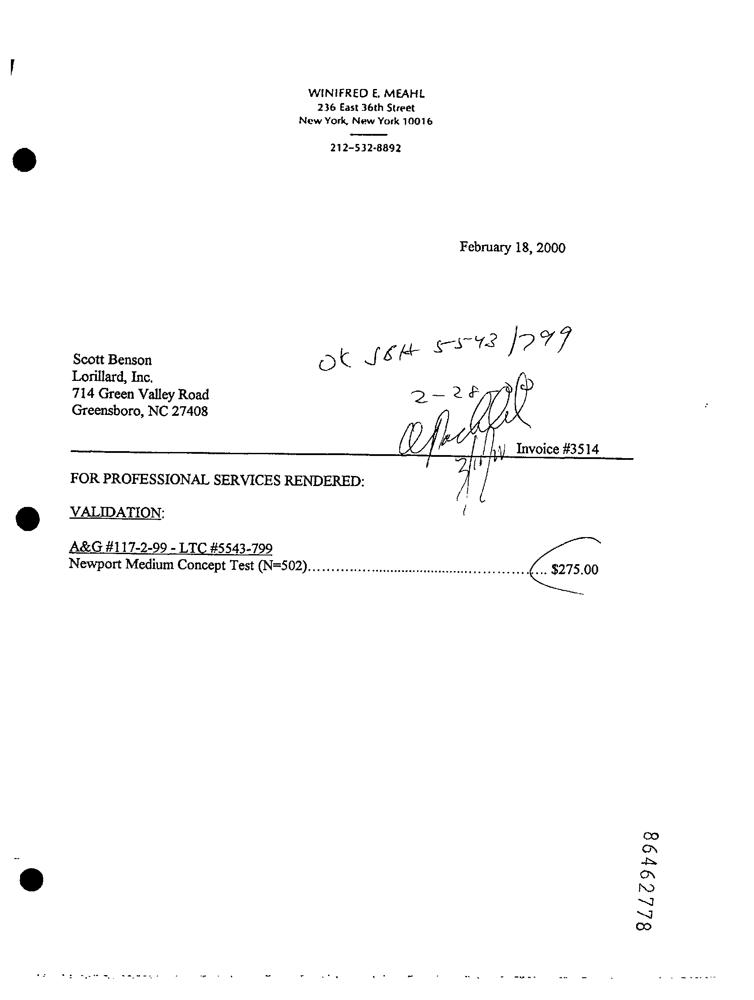 WINIFRED E. MEAHL
236 East 36th Street
New York, New York 10016
212-532-8892
February 18, 2000
OK SBH 5543/799
Scott Benson
Lorillard, Inc.
714 Green Valley Road
Greensboro, NC 27408
2-28
Invoice #3514
FOR PROFESSIONAL SERVICES RENDERED:
VALIDATION:
A&G #117-2-99 - LTC #5543-799
Newport Medium Concept Test (N=502)........................................................ $275.00
86462778